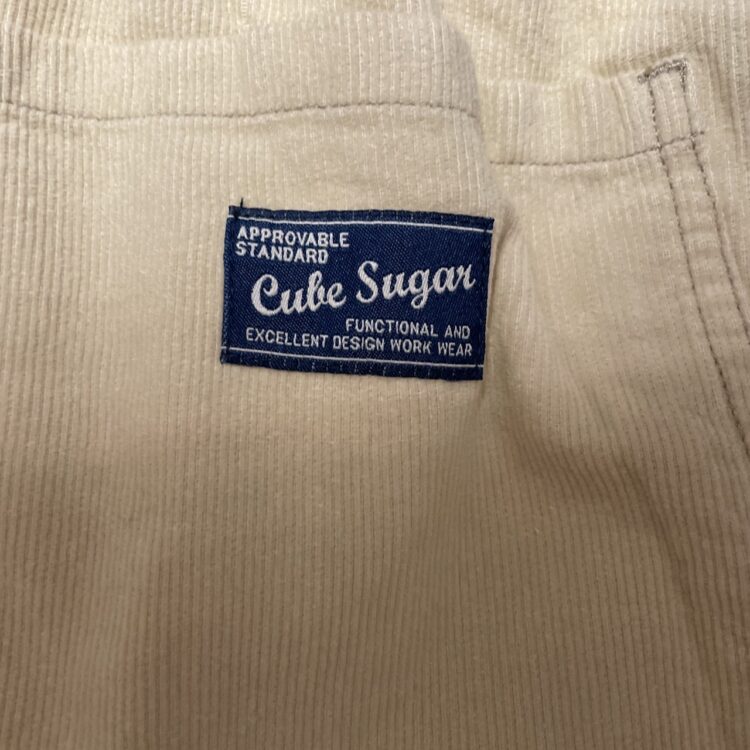 APPROVABLE
STANDARD
Cube Sugar
FUNCTIONAL AND
EXCELLENT DESIGN WORK WEAR